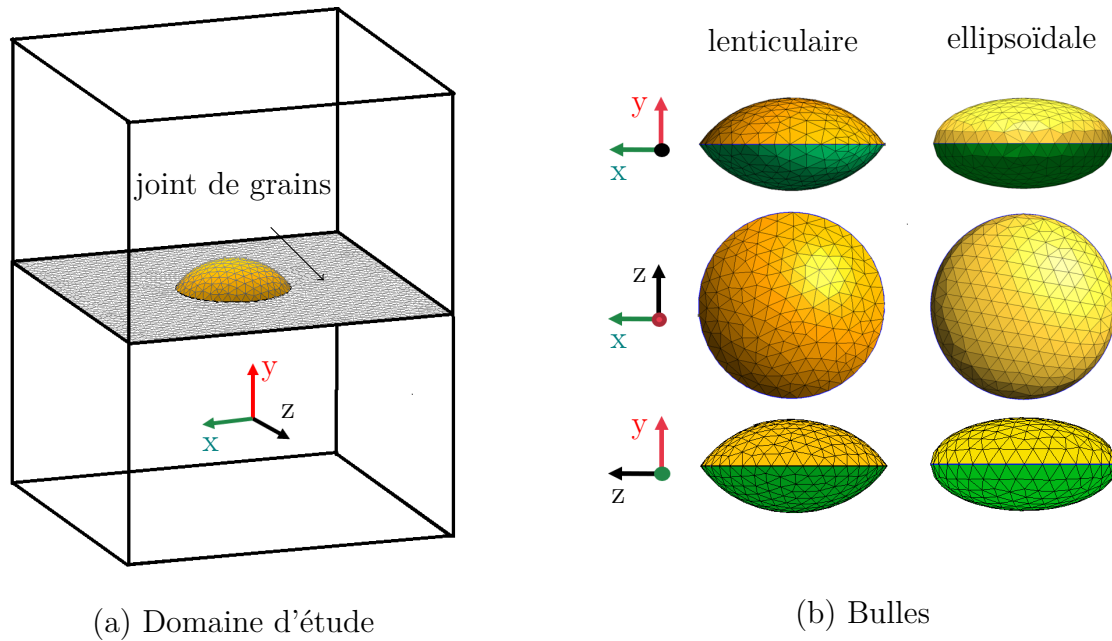 joint de grains
y
z
x
(a) Domaine d'étude
lenticulaire
ellipsoïdale
y
x
z
x
y
z
(b) Bulles